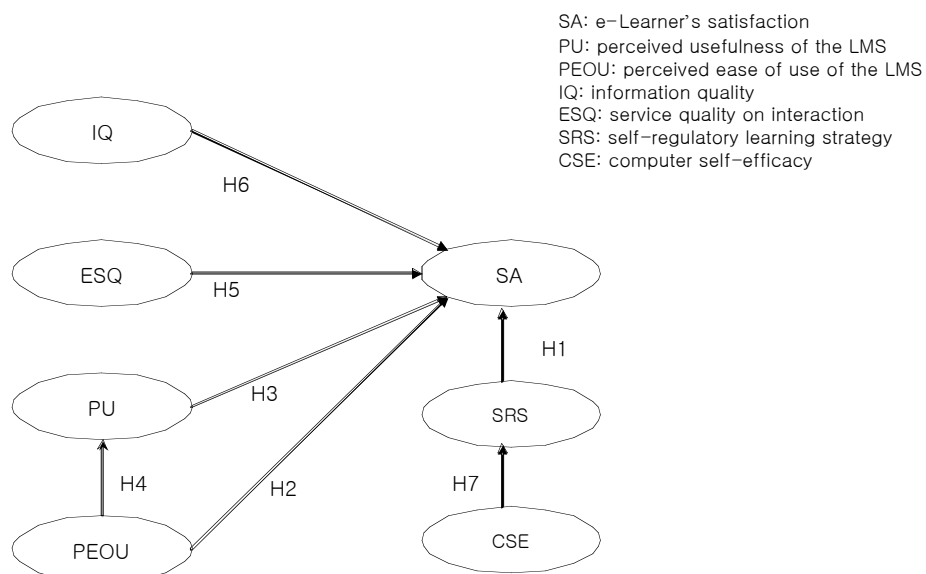 SA: e-Learner's satisfaction
PU: perceived usefulness of the LMS
PEOU: perceived ease of use of the LMS
IQ: information quality
ESQ: service quality on interaction
SRS: self-regulatory learning strategy
CSE: computer self-efficacy
IQ
H6
ESQ
SA
H5
H1
H3
PU
SRS
H4
H2
H7
PEOU
CSE